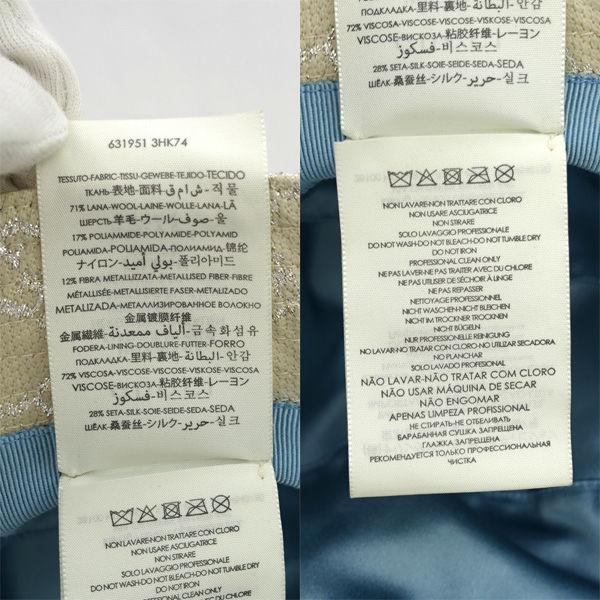 631951 3HK74
TESSUTO-FABRIC-TISSU-GEWEBE-TEJIDO-TECIDO
ТКАНЬ-表地-面料-قماش-직물
71% LANA-WOOL-LAINE-WOLLE-LANA-LÃ
ШЕРСТЬ-羊毛-ウール-صوف-울
17% POLIAMMIDE-POLYAMIDE-POLYAMID
POLIAMIDA-POLIAMIDA-ПОЛИАМИД-锦纶
ナイロン-بولي أميد-폴리아미드
12% FIBRA METALLIZZATA-METALLISED FIBER-FIBRE
MÉTALLISÉE-METALLISIERTE FASER-METALIZADO
METALIZADO-МЕТАЛЛИЗИРОВАННОЕ ВОЛОКНО
金属镀膜纤维
金属繊維-ألياف معدنية-금속화섬유
FODERA-LINING-DOUBLURE-FUTTER-FORRO
ПОДКЛАДКА-里料-裏地-البطانة-안감
72% VISCOSA-VISCOSE-VISCOSE-VISKOSE-VISCOSA
VISCOSE-ВИСКОЗА-粘胶纤维-レーヨン
فسكوز-비스코스
28% SETA-SILK-SOIE-SEIDE-SEDA-SEDA
ШЁЛК-桑蚕丝-シルク-حرير-실크
NON LAVARE-NON TRATTARE CON CLORO
NON USARE ASCIUGATRICE
NON STIRARE
SOLO LAVAGGIO PROFESSIONALE
DO NOT WASH-DO NOT BLEACH-DO NOT TUMBLE DRY
DO NOT IRON
PROFESSIONAL CLEAN ONLY
ПОДКЛАДКА-里料-裏地-البطانة-안감
72% VISCOSA-VISCOSE-VISCOSE-VISKOSE-VISCOSA
VISCOSE-ВИСКОЗА-粘胶纤维-レーヨン
فسكوز-비스코스
28% SETA-SILK-SOIE-SEIDE-SEDA-SEDA
ШЁЛК-桑蚕丝-シルク-حرير-실크
NON LAVARE-NON TRATTARE CON CLORO
NON USARE ASCIUGATRICE
NON STIRARE
SOLO LAVAGGIO PROFESSIONALE
DO NOT WASH-DO NOT BLEACH-DO NOT TUMBLE DRY
DO NOT IRON
PROFESSIONAL CLEAN ONLY
NE PAS LAVER-NE PAS TRAITER AVEC DU CHLORE
NE PAS UTILISER DE SÉCHOIR À LINGE
NE PAS REPASSER
NETTOYAGE PROFESSIONNEL
NICHT WASCHEN-NICHT BLEICHEN
NICHT IM TROCKNER TROCKNEN
NICHT BÜGELN
NUR PROFESSIONELLE REINIGUNG
NO LAVAR-NO TRATAR CON CLORO-NO UTILIZAR SECADORA
NO PLANCHAR
SOLO LAVADO PROFESIONAL
NÃO LAVAR-NÃO TRATAR COM CLORO
NÃO USAR MÁQUINA DE SECAR
NÃO ENGOMAR
APENAS LIMPEZA PROFISSIONAL
НЕ СТИРАТЬ-НЕ ОТБЕЛИВАТЬ
БАРАБАННАЯ СУШКА ЗАПРЕЩЕНА
ГЛАЖКА ЗАПРЕЩЕНА
РЕКОМЕНДУЕТСЯ ТОЛЬКО ПРОФЕССИОНАЛЬНАЯ
ЧИСТКА